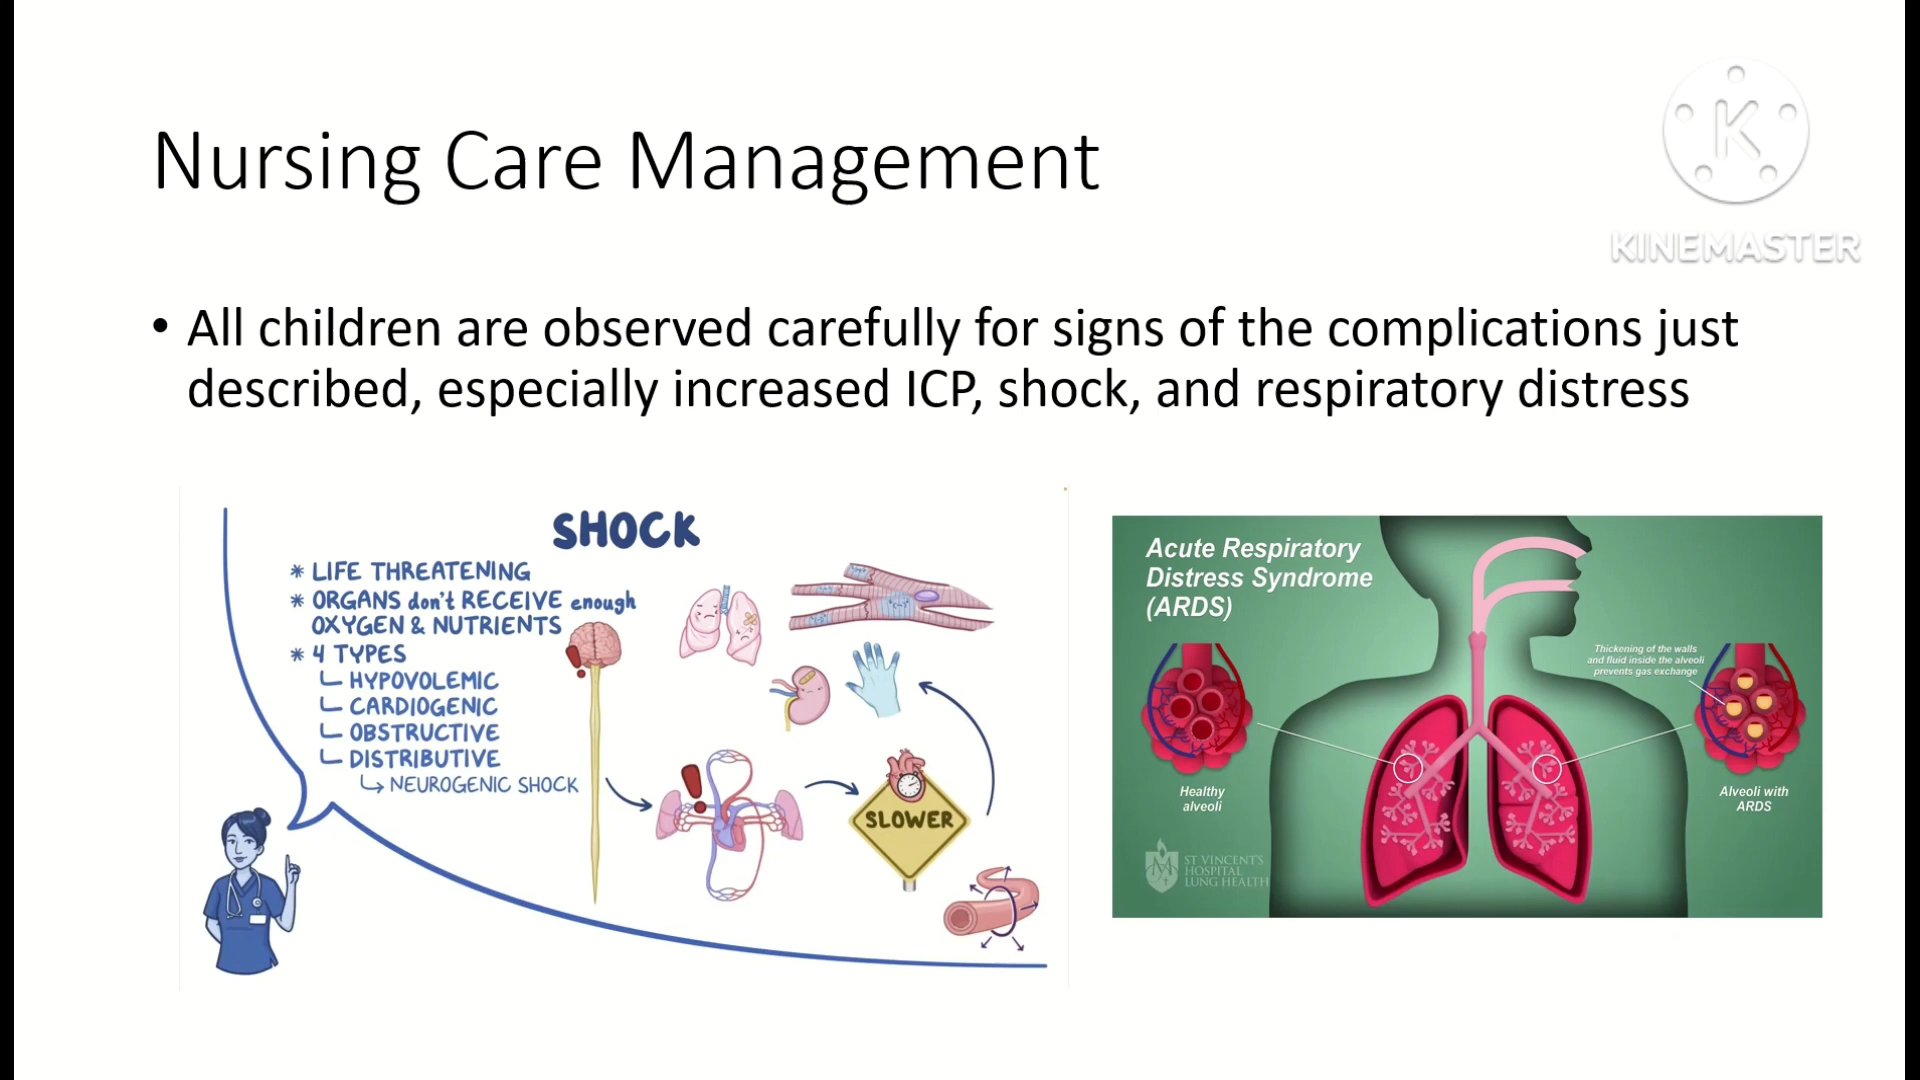 Nursing Care Management
K
KINEMASTER
• All children are observed carefully for signs of the complications just
described, especially increased ICP, shock, and respiratory distress
SHOCK
* LIFE THREATENING
* ORGANS don't RECEIVE enough
OXYGEN & NUTRIENTS
* 4 TYPES
HYPOVOLEMIC
CARDIOGENIC
OBSTRUCTIVE
DISTRIBUTIVE
NEUROGENIC SHOCK
SLOWER
Acute Respiratory
Distress Syndrome
(ARDS)
Thickening of the walls
and fluid inside the alveoli
prevents gas exchange
Healthy
alveoli
Alveoli with
ARDS
ST VINCENT'S
HOSPITAL
LUNG HEALTH